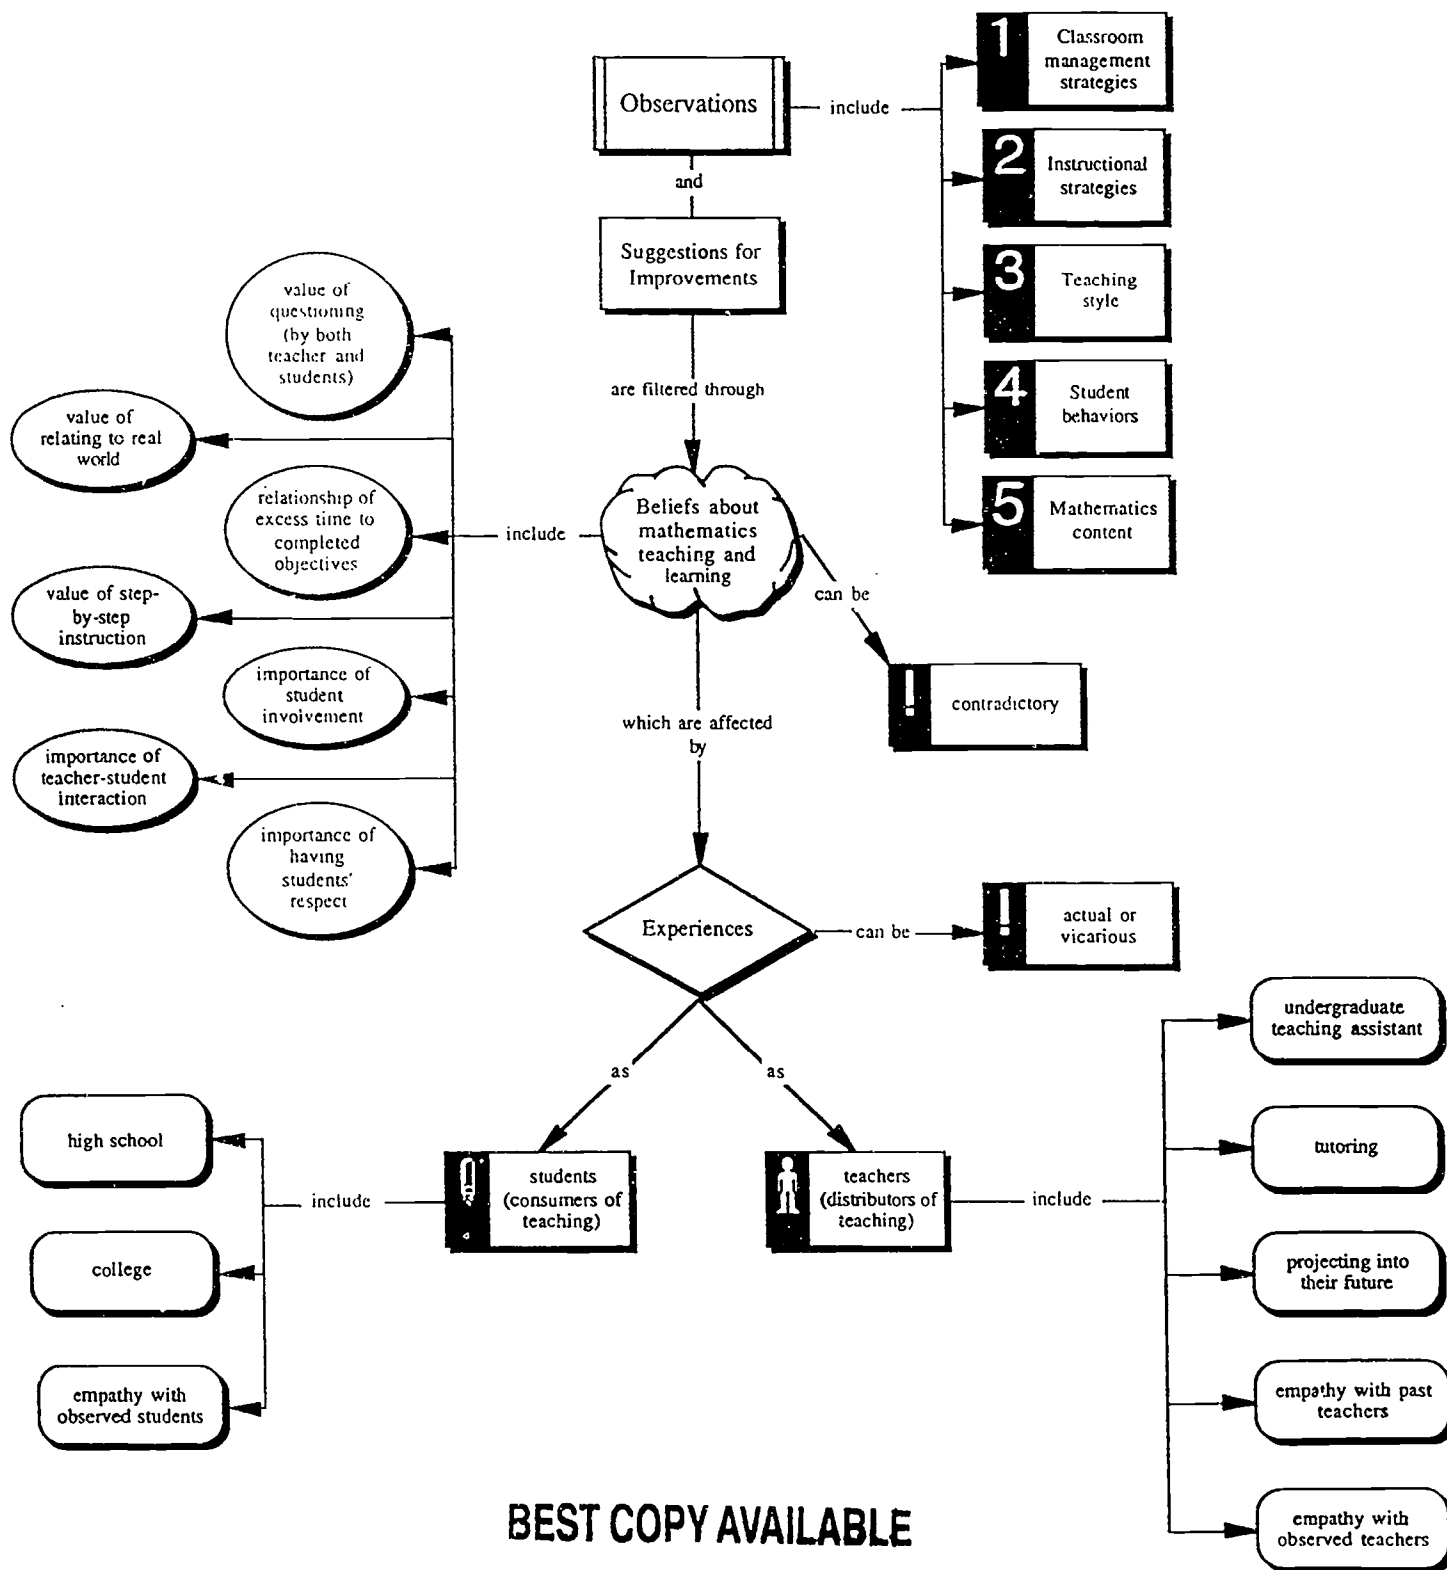 Observations
include
1
Classroom
management
strategies
2
Instructional
strategies
3
Teaching
style
4
Student
behaviors
5
Mathematics
content
and
Suggestions for
Improvements
are filtered through
Beliefs about
mathematics
teaching and
learning
include
value of
questioning
(by both
teacher and
students)
value of
relating to real
world
relationship of
excess time to
completed
objectives
value of step-
by-step
instruction
importance of
student
involvement
importance of
teacher-student
interaction
importance of
having
students'
respect
can be
!
contradictory
which are affected
by
Experiences
can be
!
actual or
vicarious
as
as
students
(consumers of
teaching)
include
high school
college
empathy with
observed students
teachers
(distributors of
teaching)
include
undergraduate
teaching assistant
tutoring
projecting into
their future
empathy with past
teachers
empathy with
observed teachers
BEST COPY AVAILABLE